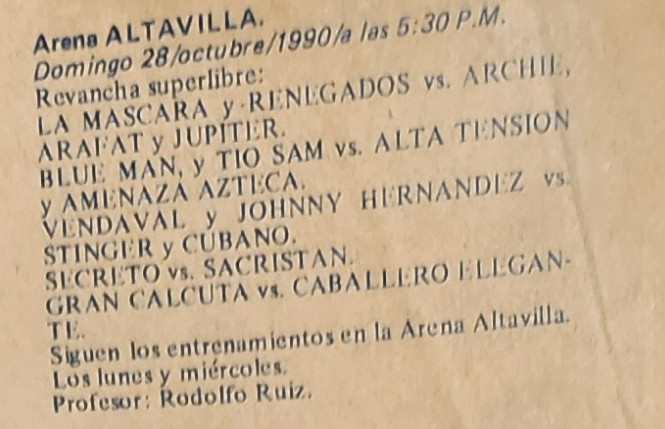 Arena ALTAVILLA.
Domingo 28/octubre/1990/a las 5:30 P.M.
Revancha superlibre:
LA MASCARA y RENEGADOS vs. ARCHIE,
ARAFAT y JUPITER.
BLUE MAN, y TIO SAM vs. ALTA TENSION
y AMENAZA AZTECA.
VENDAVAL y JOHNNY HERNANDEZ vs.
STINGER y CUBANO.
SECRETO vs. SACRISTAN.
GRAN CALCUTA vs. CABALLERO ELEGAN-
TE.
Siguen los entrenamientos en la Arena Altavilla.
Los lunes y miércoles.
Profesor: Rodolfo Ruiz.